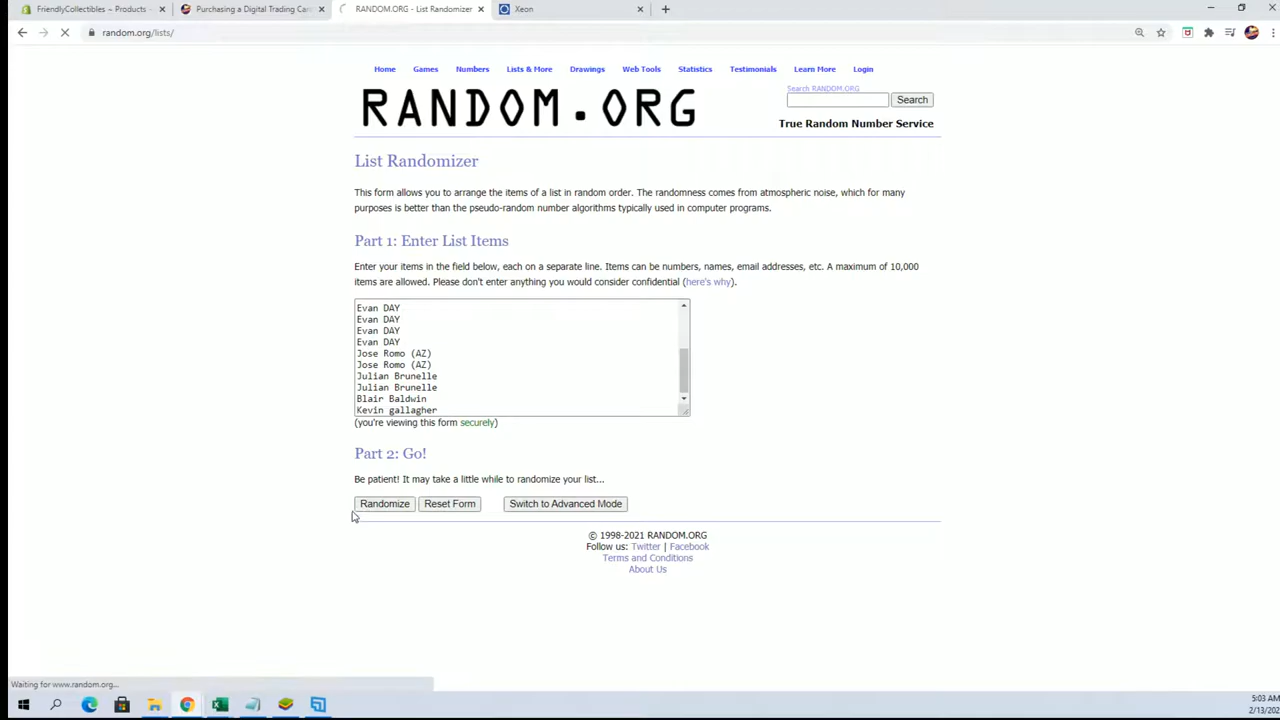 FriendlyCollectibles ~ Products ~
Purchasing a Digital Trading Car
RANDOM.ORG - List Randomizer
Xeon
random.org/lists/
Home Games Numbers Lists & More Drawings Web Tools Statistics Testimonials Learn More Login
Search RANDOM.ORG
RANDOM.ORG
Search
True Random Number Service
List Randomizer
This form allows you to arrange the items of a list in random order. The randomness comes from atmospheric noise, which for many
purposes is better than the pseudo-random number algorithms typically used in computer programs.
Part 1: Enter List Items
Enter your items in the field below, each on a separate line. Items can be numbers, names, email addresses, etc. A maximum of 10,000
items are allowed. Please don't enter anything you would consider confidential (here's why).
Evan DAY
Evan DAY
Evan DAY
Evan DAY
Jose Romo (AZ)
Jose Romo (AZ)
Julian Brunelle
Julian Brunelle
Blair Baldwin
Kevin gallagher
(you're viewing this form securely)
Part 2: Go!
Be patient! It may take a little while to randomize your list...
Randomize Reset Form Switch to Advanced Mode
© 1998-2021 RANDOM.ORG
Follow us: Twitter | Facebook
Terms and Conditions
About Us
Waiting for www.random.org...
5:03 AM
2/13/202